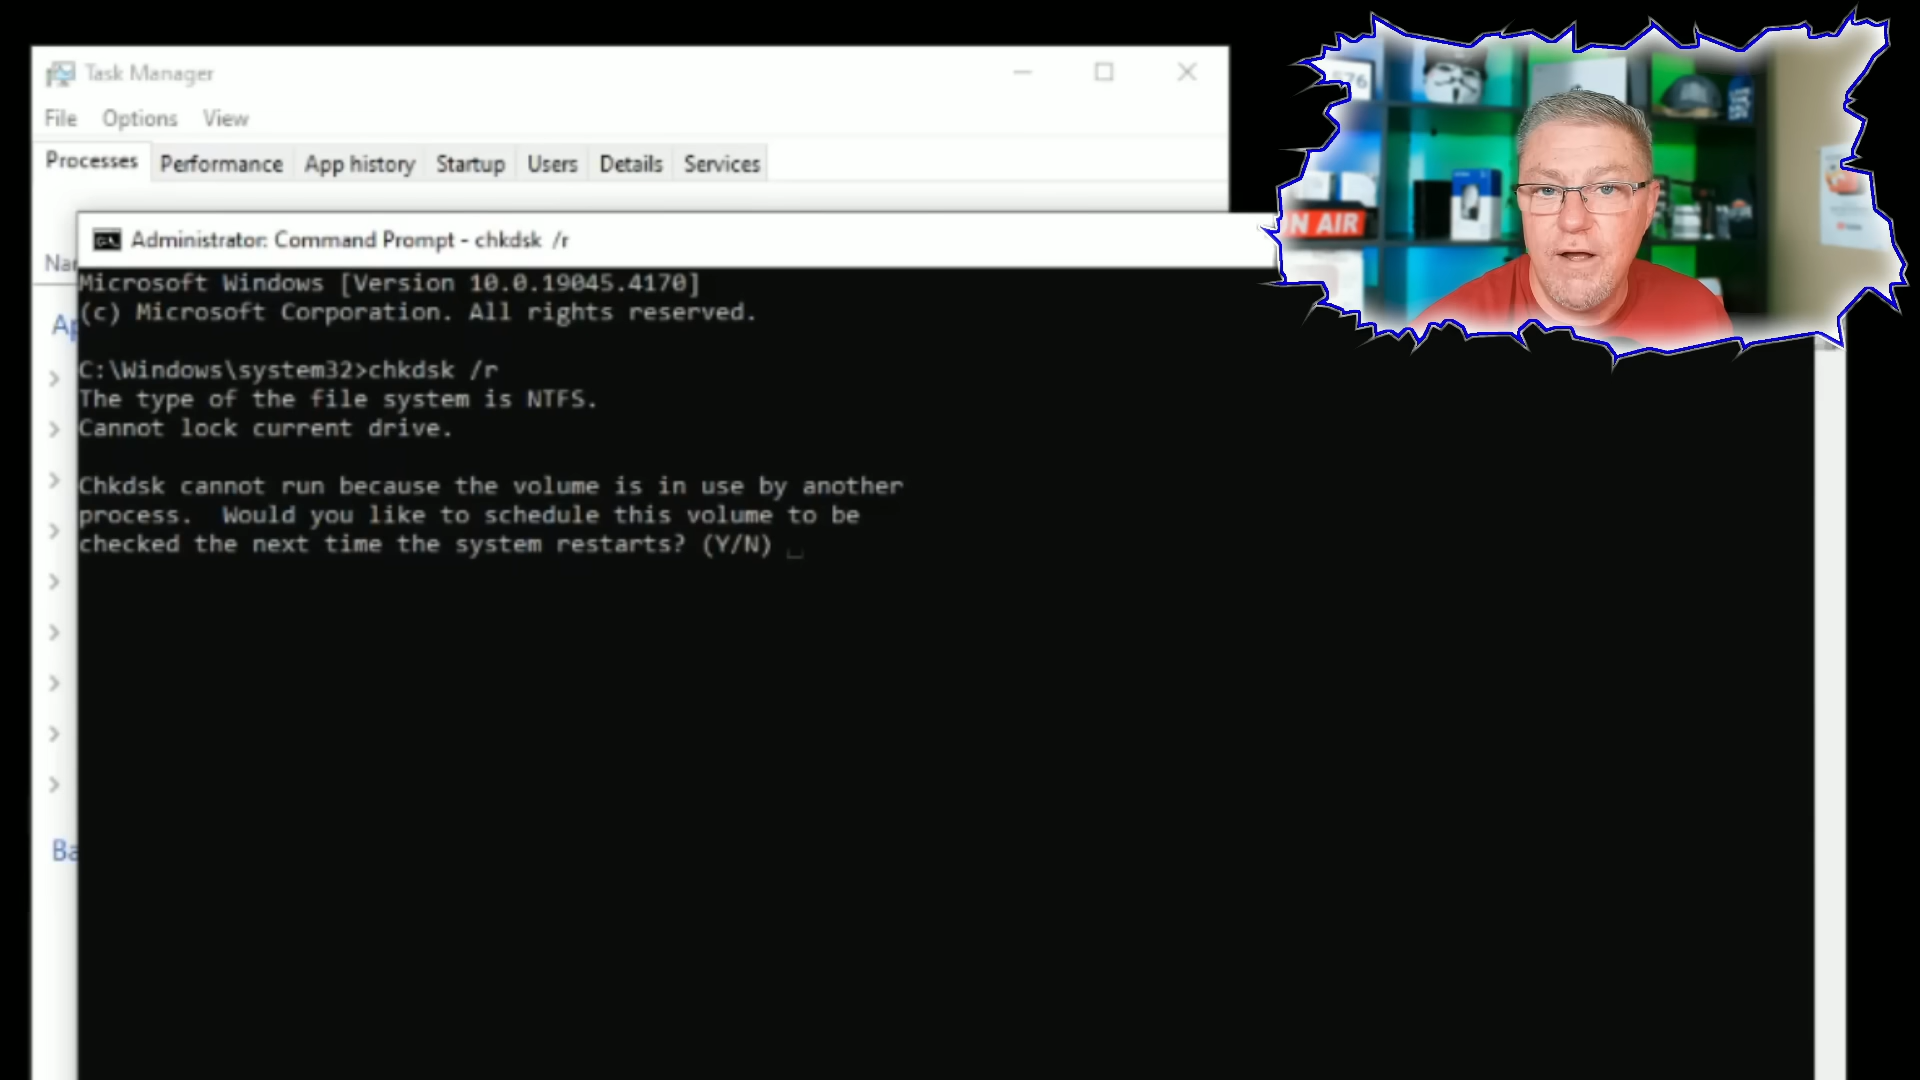 Task Manager
File Options View
Processes Performance App history Startup Users Details Services
Administrator: Command Prompt - chkdsk /r
Microsoft Windows [Version 10.0.19045.4170]
(c) Microsoft Corporation. All rights reserved.
C:\Windows\system32>chkdsk /r
The type of the file system is NTFS.
Cannot lock current drive.
Chkdsk cannot run because the volume is in use by another
process.  Would you like to schedule this volume to be
checked the next time the system restarts? (Y/N)
N AIR